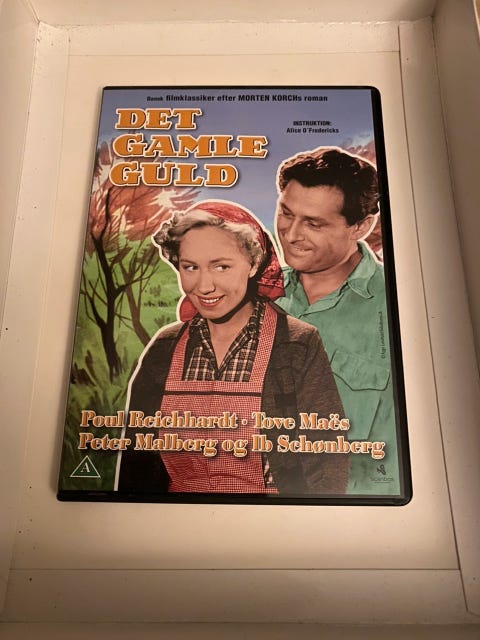 Dansk filmklassiker efter MORTEN KORCHs roman
DET
GAMLE
GULD
INSTRUKTION:
Alice O'Fredericks
Poul Reichhardt · Tove Maës
Peter Malberg og Ib Schønberg
A
Scanbox